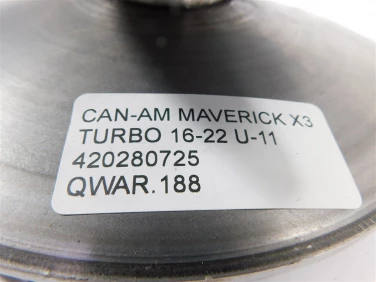 CAN-AM MAVERICK X3
TURBO 16-22 U-11
420280725
QWAR.188